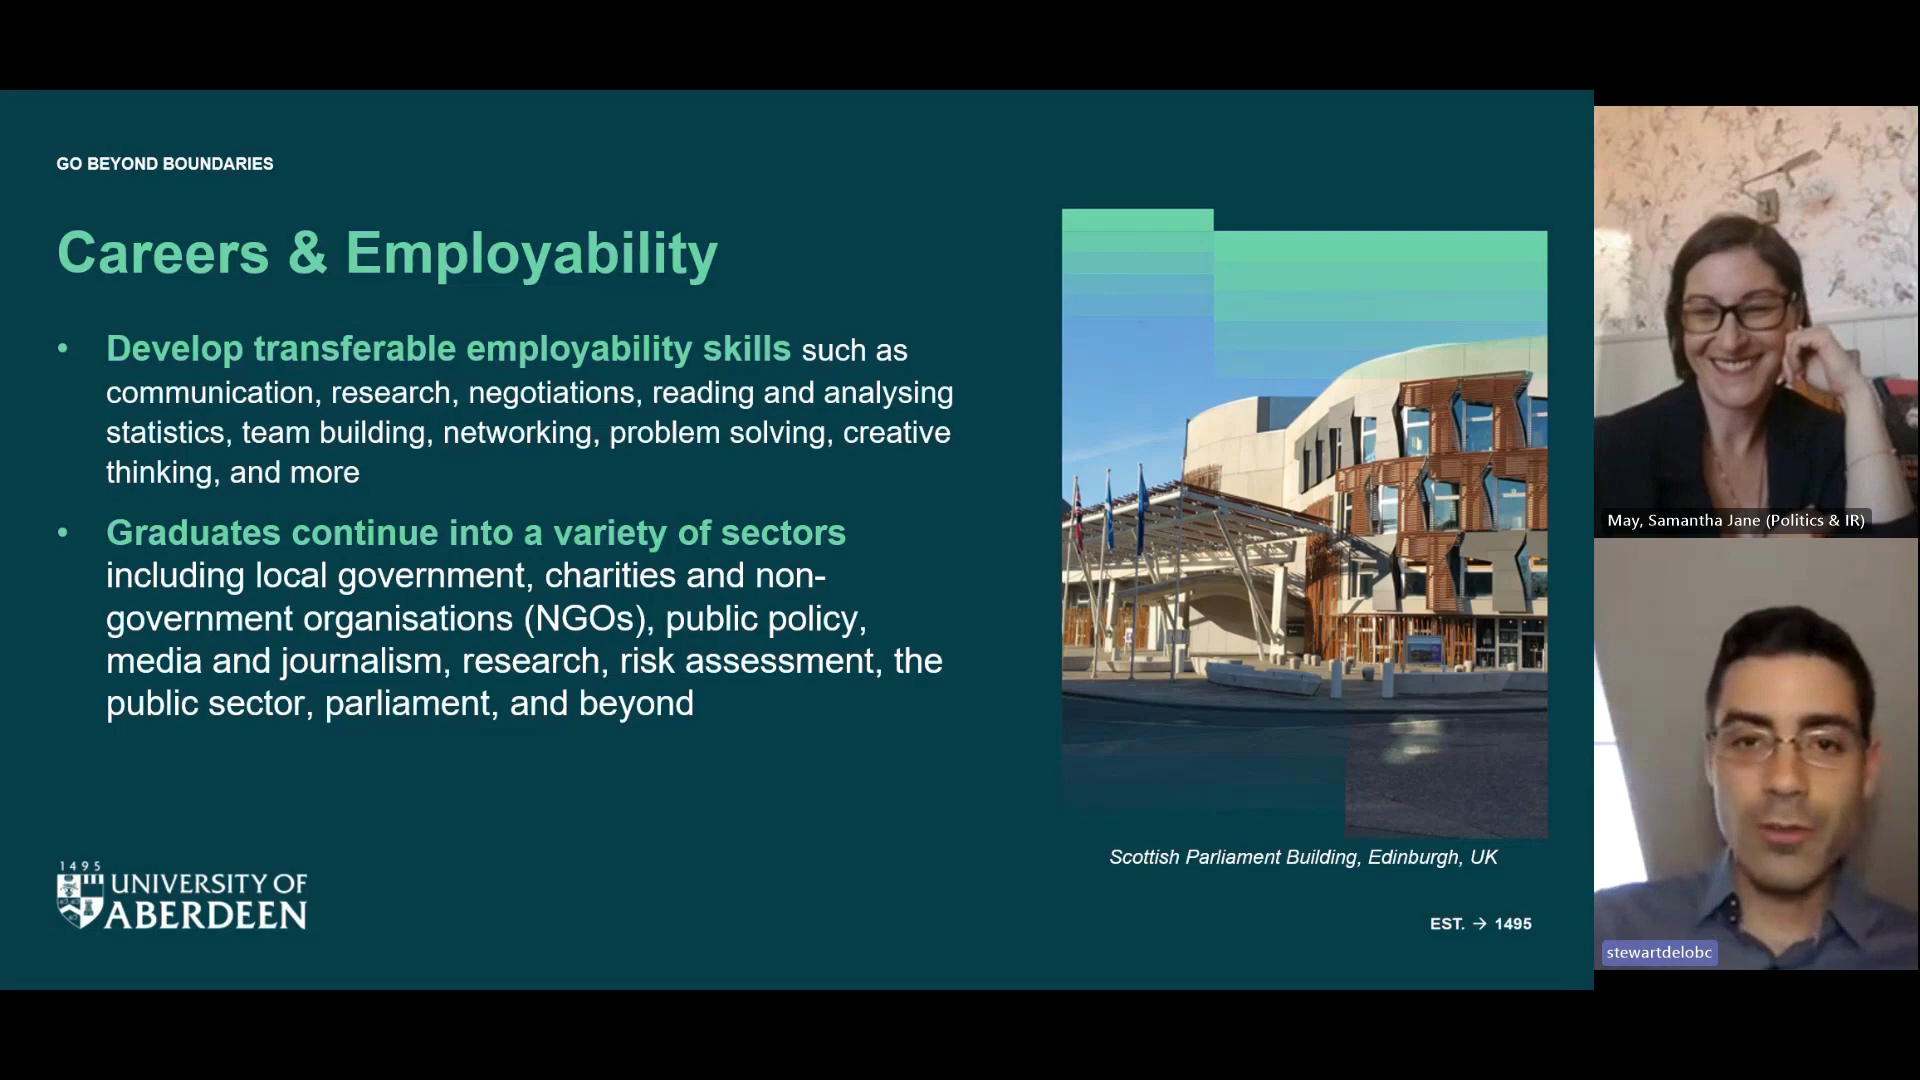 GO BEYOND BOUNDARIES
Careers & Employability
• Develop transferable employability skills such as
communication, research, negotiations, reading and analysing
statistics, team building, networking, problem solving, creative
thinking, and more
• Graduates continue into a variety of sectors
including local government, charities and non-
government organisations (NGOs), public policy,
media and journalism, research, risk assessment, the
public sector, parliament, and beyond
Scottish Parliament Building, Edinburgh, UK
1495
UNIVERSITY OF
ABERDEEN
EST. → 1495
May, Samantha Jane (Politics & IR)
stewartdelobc